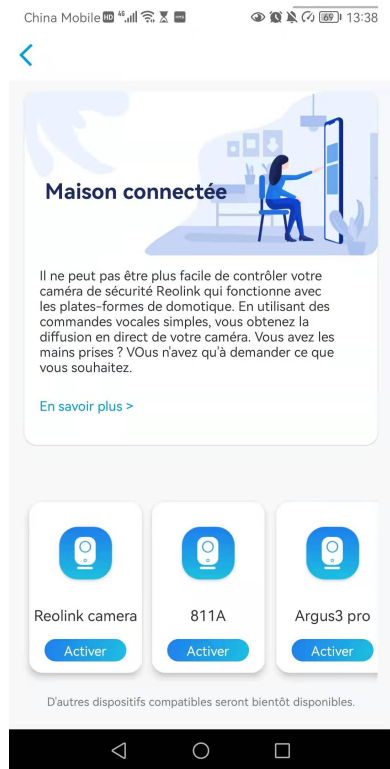 China Mobile HD 4G 13:38
69
Maison connectée
Il ne peut pas être plus facile de contrôler votre
caméra de sécurité Reolink qui fonctionne avec
les plates-formes de domotique. En utilisant des
commandes vocales simples, vous obtenez la
diffusion en direct de votre caméra. Vous avez les
mains prises ? VOus n'avez qu'à demander ce que
vous souhaitez.
En savoir plus >
Reolink camera 811A Argus3 pro
Activer Activer Activer
D'autres dispositifs compatibles seront bientôt disponibles.